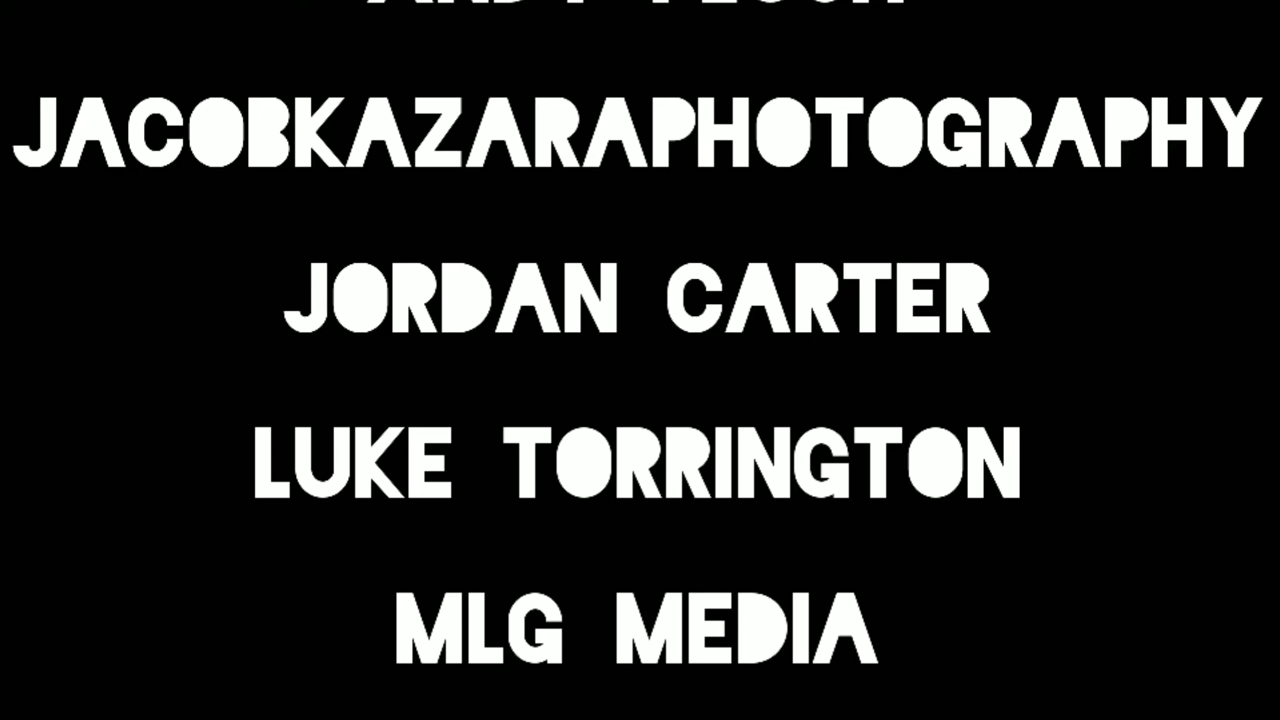 JACOBKAZARAPHOTOGRAPHY
JORDAN CARTER
LUKE TORRINGTON
MLG MEDIA